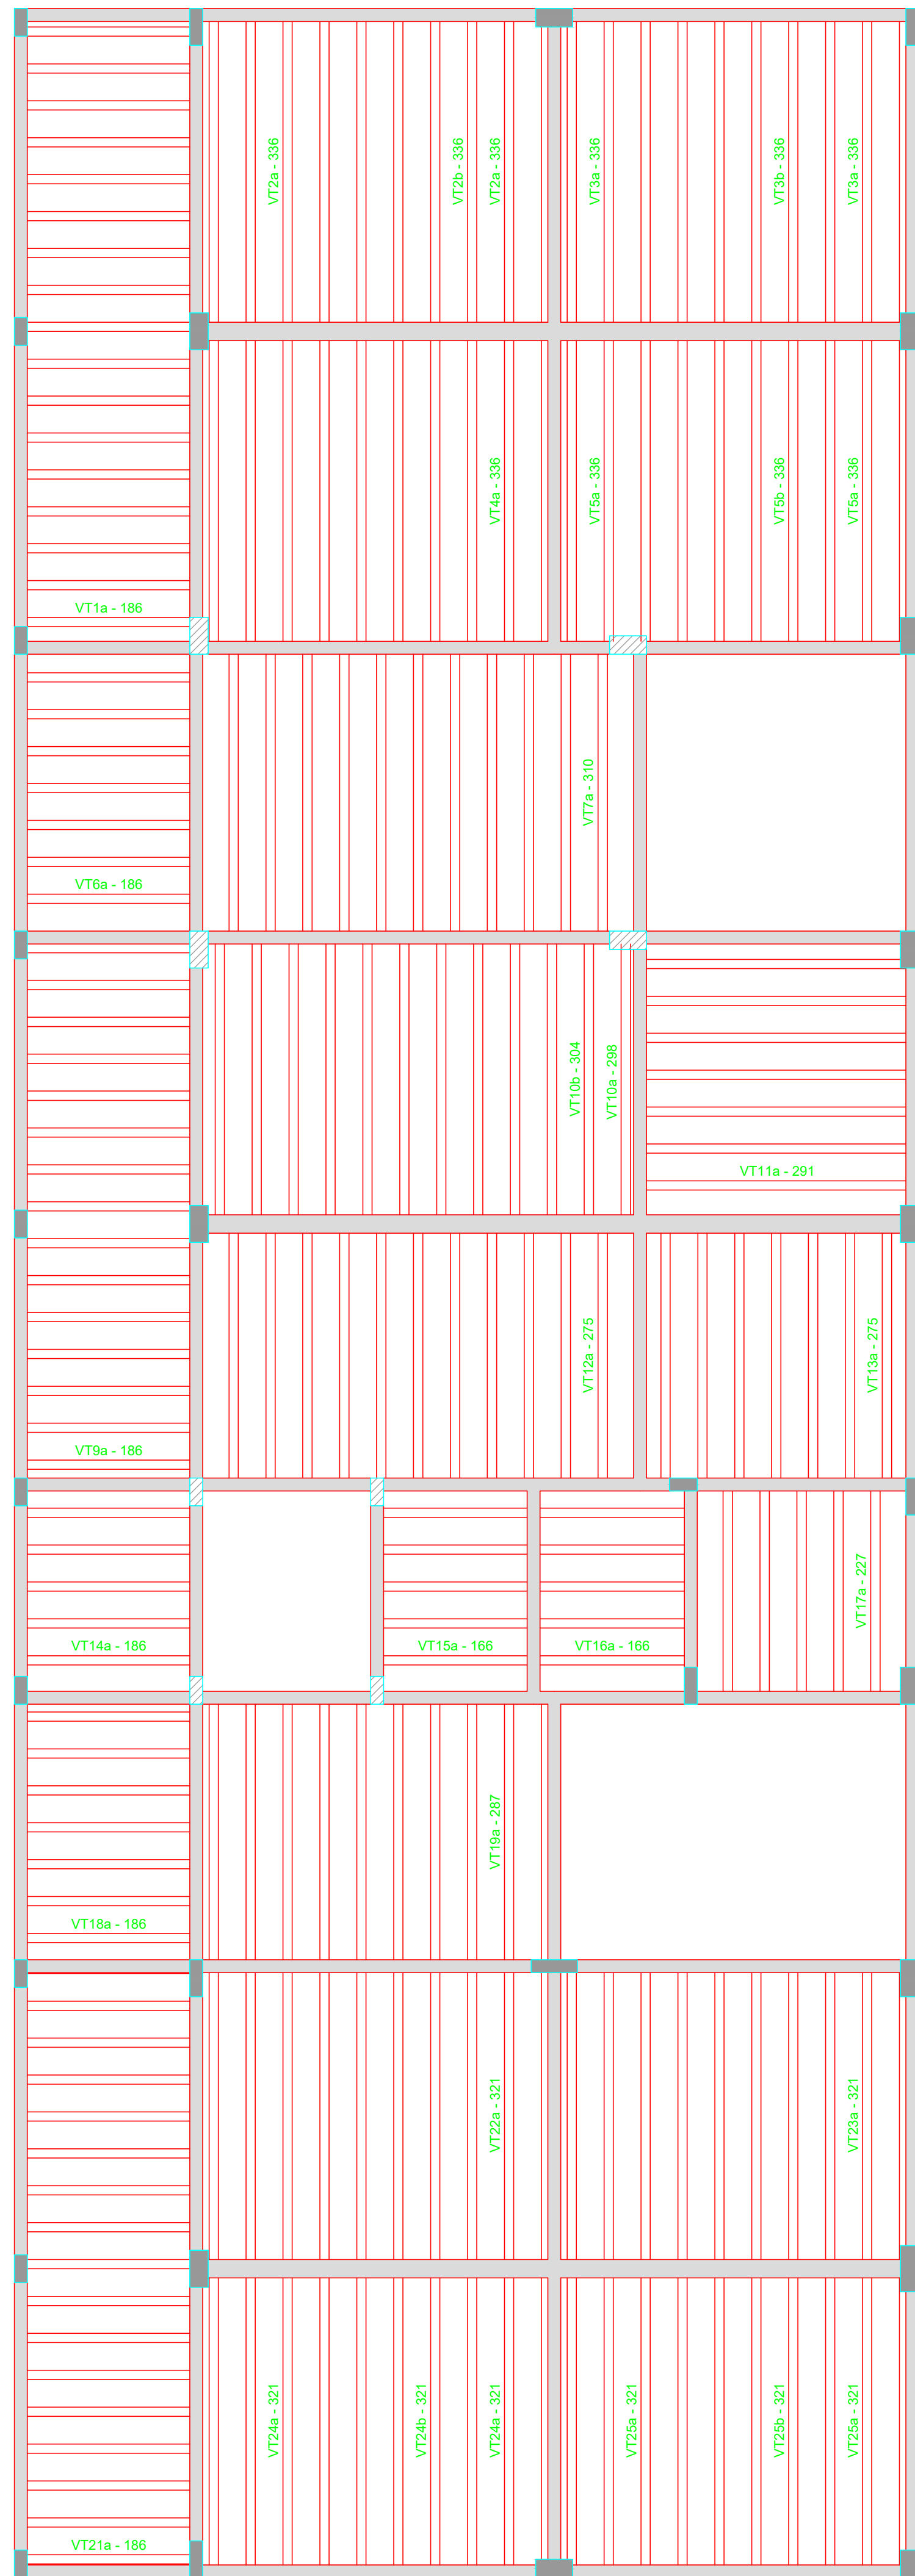 VT2a - 336
VT2b - 336
VT2a - 336
VT3a - 336
VT3b - 336
VT3a - 336
VT4a - 336
VT5a - 336
VT5b - 336
VT5a - 336
VT1a - 186
VT7a - 310
VT6a - 186
VT10b - 304
VT10a - 298
VT11a - 291
VT12a - 275
VT13a - 275
VT9a - 186
VT17a - 227
VT14a - 186
VT15a - 166
VT16a - 166
VT19a - 287
VT18a - 186
VT22a - 321
VT23a - 321
VT24a - 321
VT24b - 321
VT24a - 321
VT25a - 321
VT25b - 321
VT25a - 321
VT21a - 186